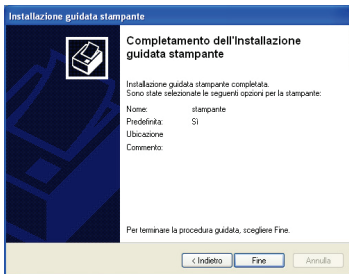 Installazione guidata stampante
Completamento dell'Installazione
guidata stampante
Installazione guidata stampante completata.
Sono state selezionate le seguenti opzioni per la stampante:
Nome: stampante
Predefinita: Sì
Ubicazione
Commento:
Per terminare la procedura guidata, scegliere Fine.
< Indietro Fine Annulla